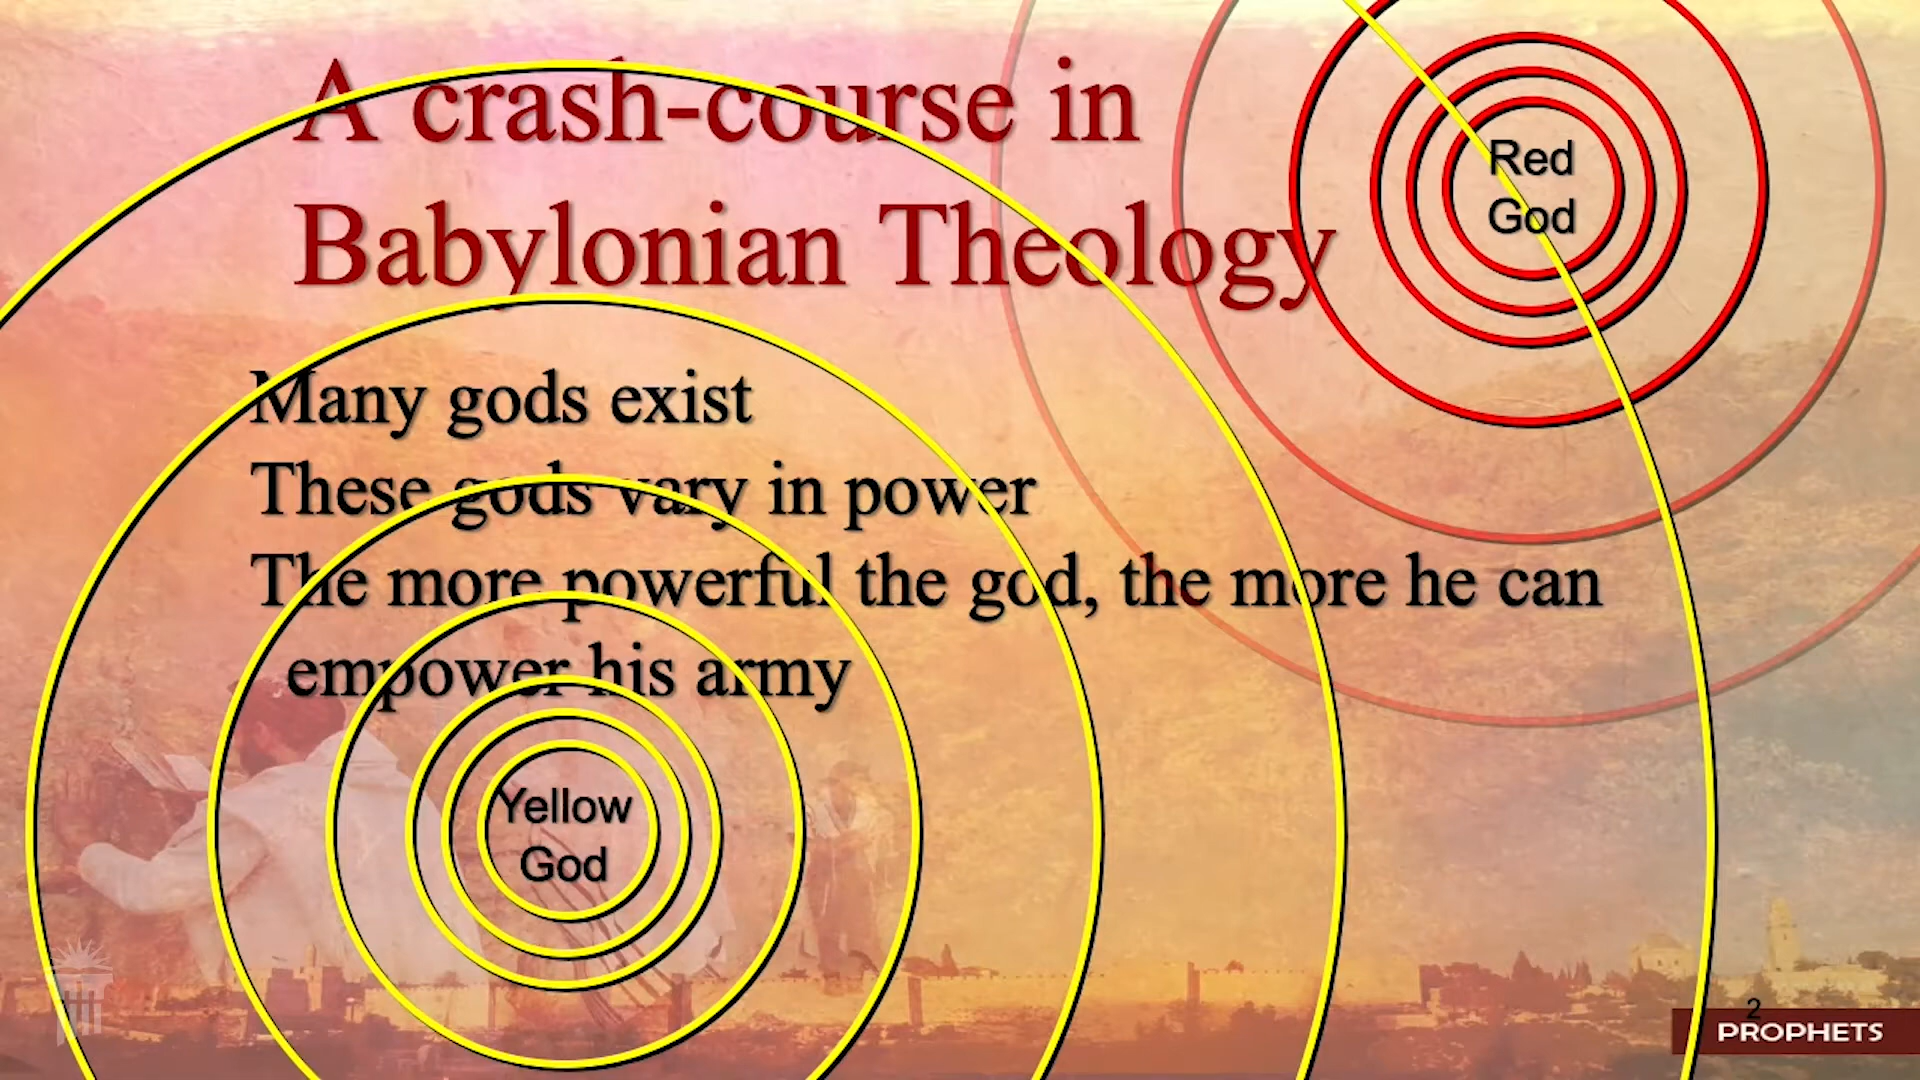 A crash-course in
Babylonian Theology
Red
God
Many gods exist
These gods vary in power
The more powerful the god, the more he can
empower his army
Yellow
God
2
PROPHETS